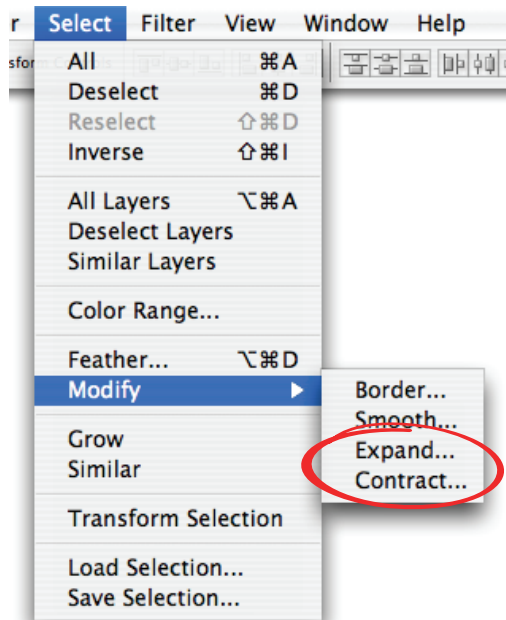 r Select Filter View Window Help
sfor
All ⌘A
Deselect ⌘D
Reselect ⇧⌘D
Inverse ⇧⌘I
All Layers ⌥⌘A
Deselect Layers
Similar Layers
Color Range...
Feather... ⌥⌘D
Modify ▶
Border...
Smooth...
Expand...
Contract...
Grow
Similar
Transform Selection
Load Selection...
Save Selection...